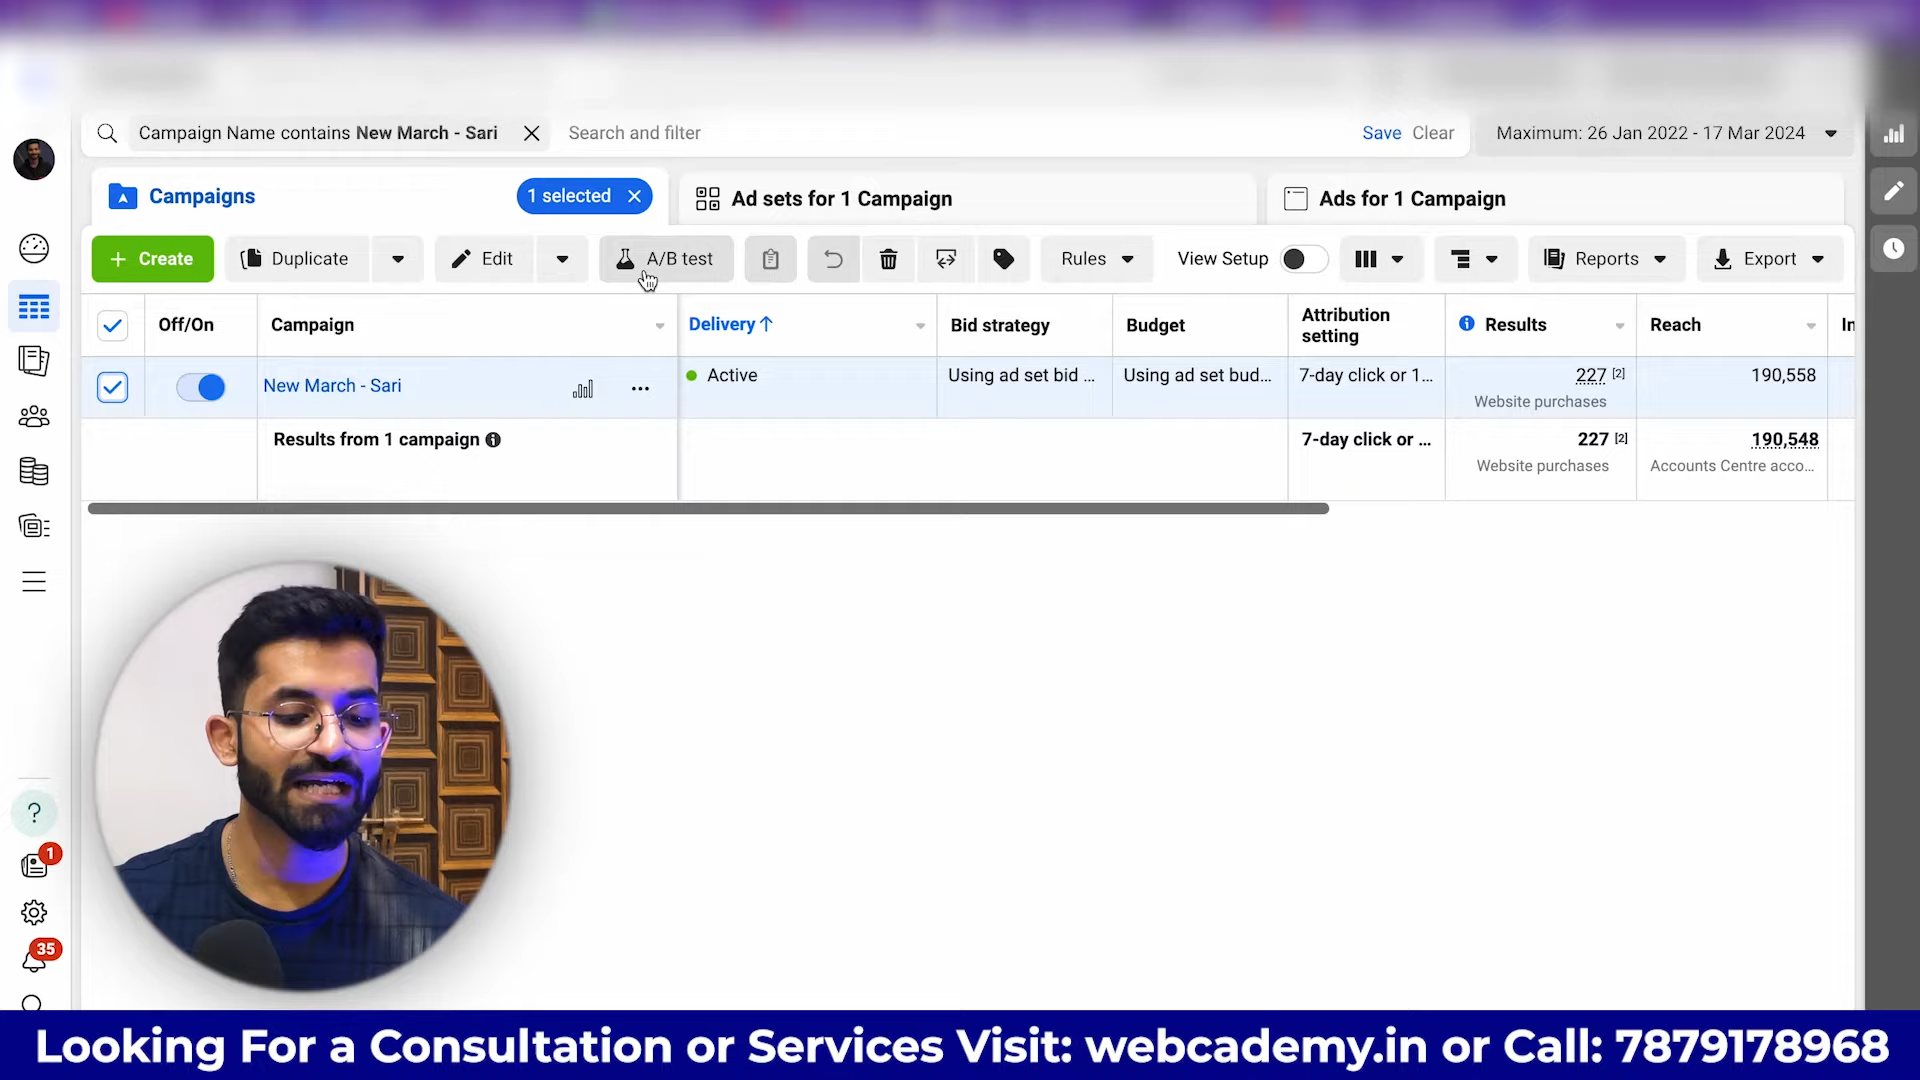 Campaign Name contains New March - Sari
Search and filter
Save Clear
Maximum: 26 Jan 2022 - 17 Mar 2024
Campaigns
1 selected
Ad sets for 1 Campaign
Ads for 1 Campaign
+ Create
Duplicate
Edit
A/B test
Rules
View Setup
Reports
Export
Off/On
Campaign
Delivery↑
Bid strategy
Budget
Attribution
setting
Results
Reach
In
New March - Sari
Active
Using ad set bid ...
Using ad set bud...
7-day click or 1...
227 [2]
Website purchases
190,558
Results from 1 campaign
7-day click or ...
227 [2]
Website purchases
190,548
Accounts Centre acco...
?
1
35
Looking For a Consultation or Services Visit: webcademy.in or Call: 7879178968